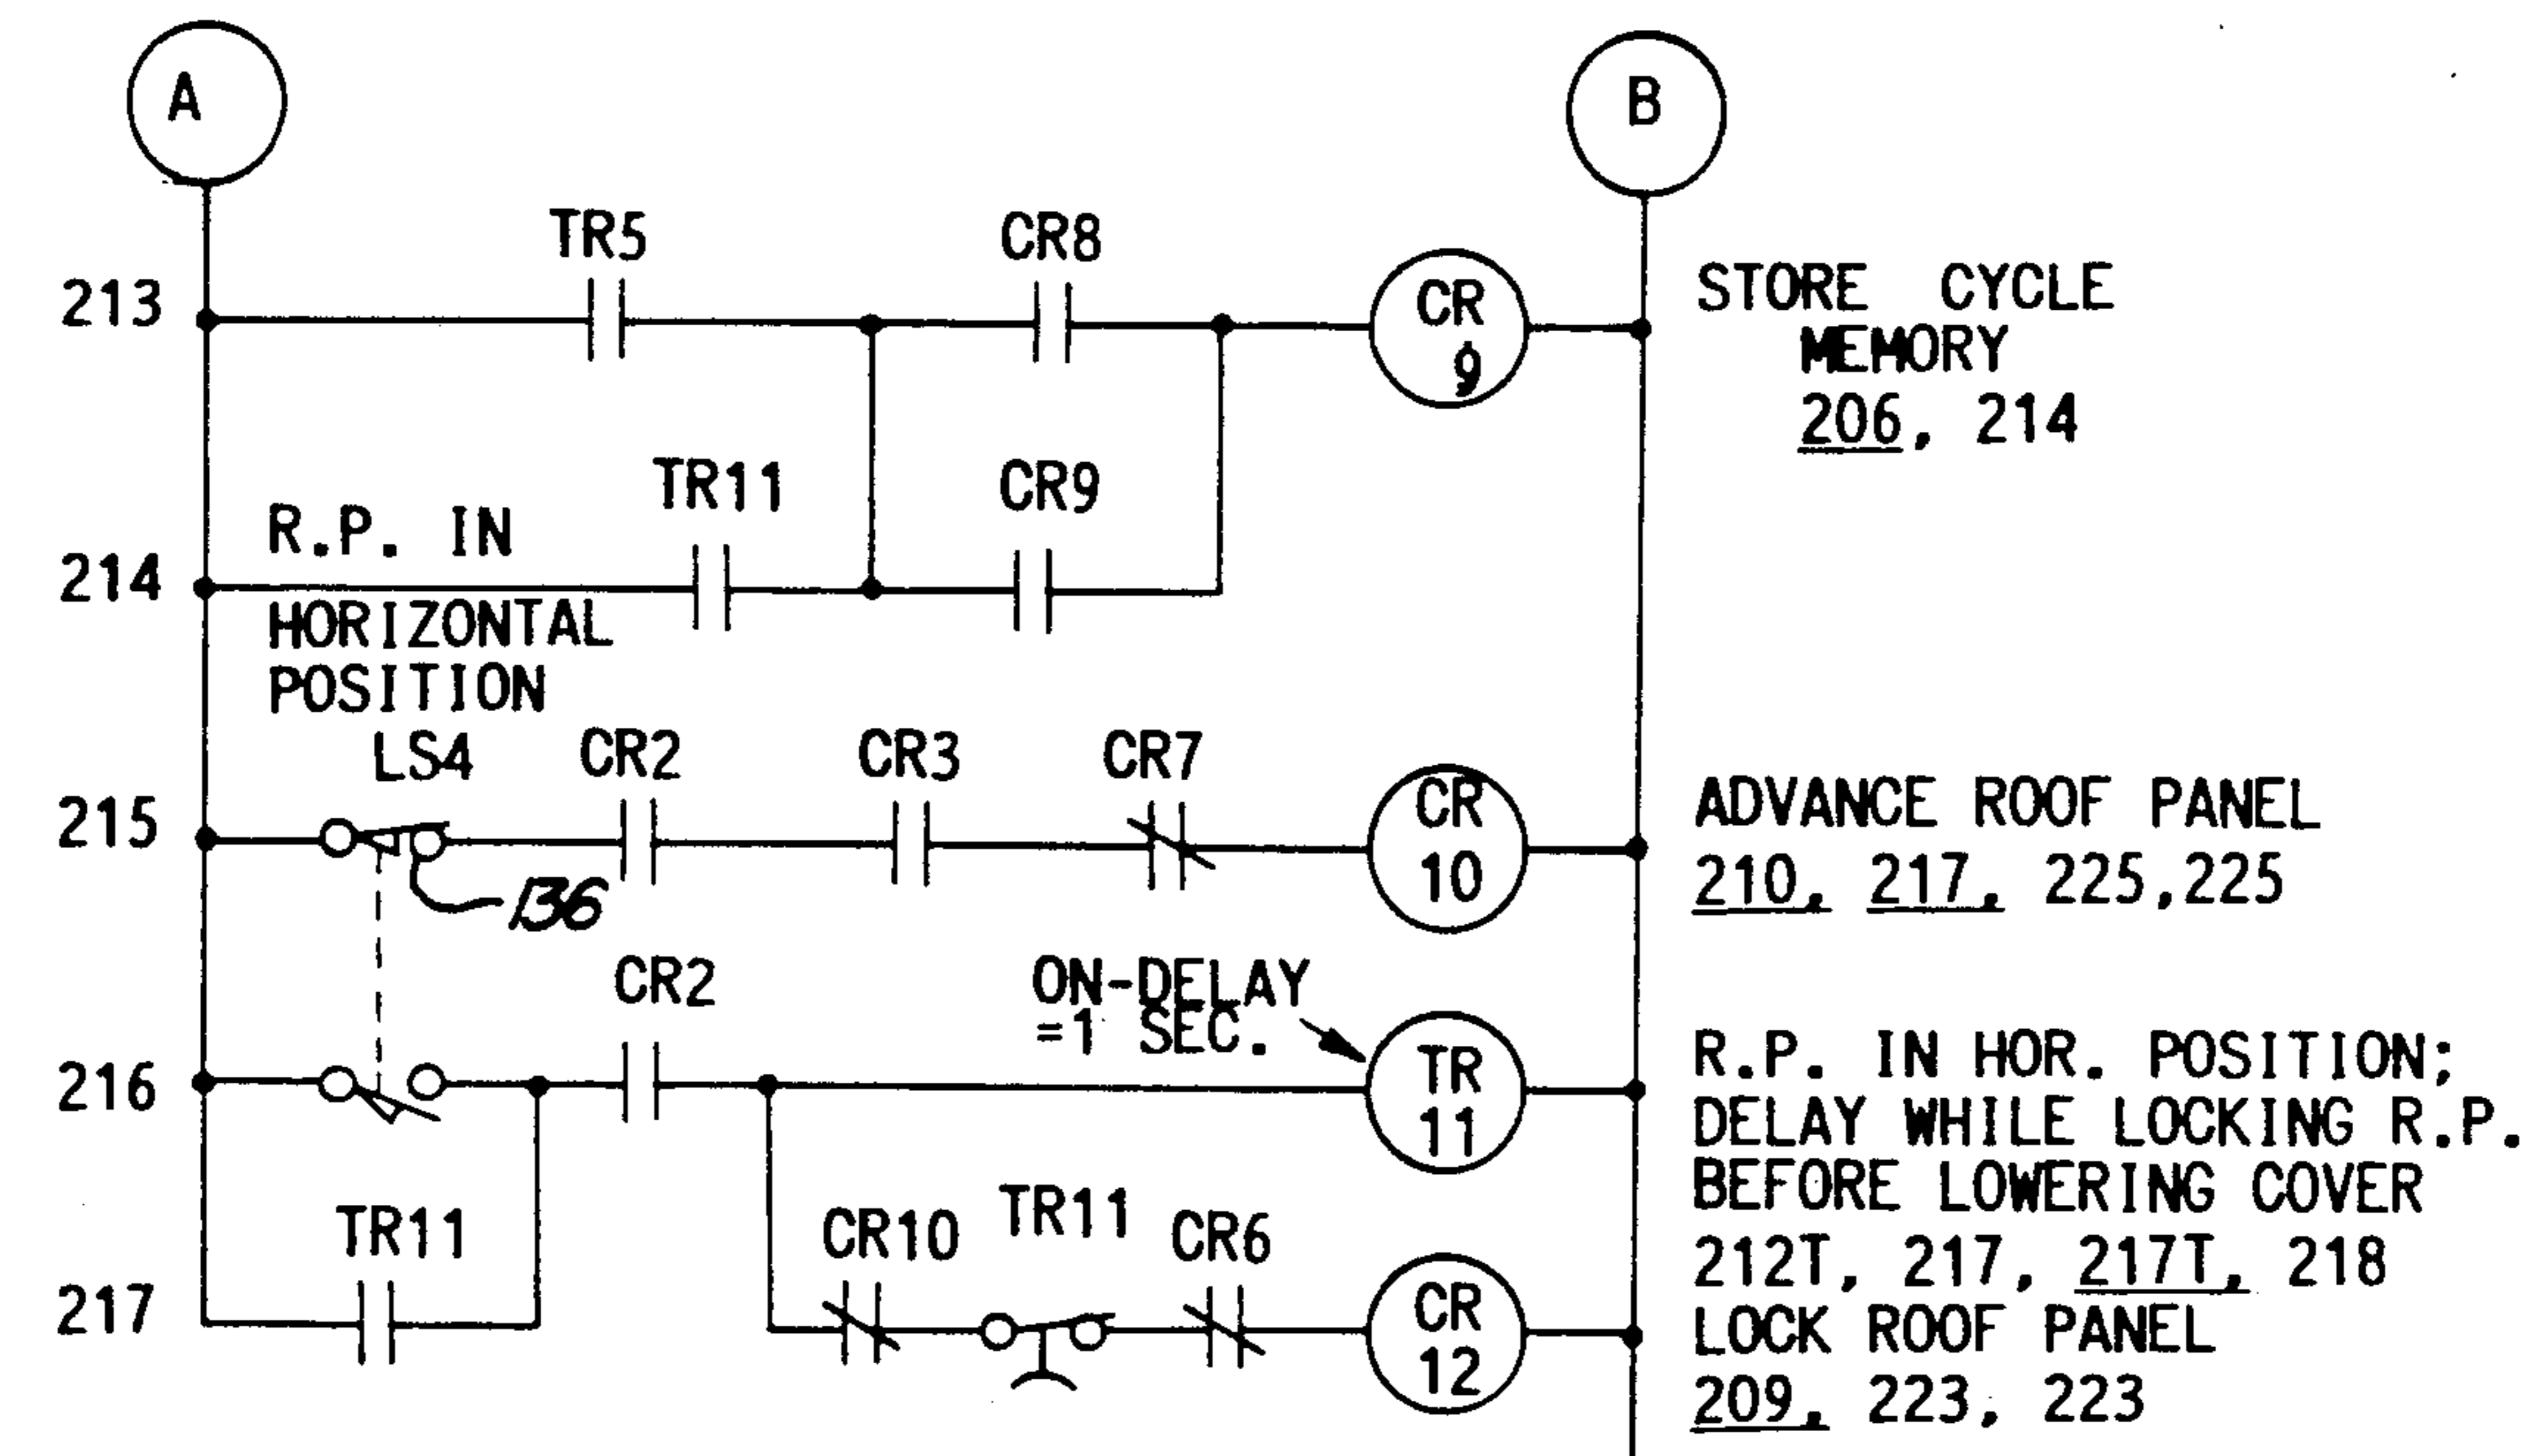 A
B
TR5
CR8
213
CR
9
STORE CYCLE
MEMORY
206, 214
TR11
CR9
R.P. IN
214
HORIZONTAL
POSITION
LS4
CR2
CR3
CR7
215
CR
10
ADVANCE ROOF PANEL
210, 217, 225,225
136
CR2
ON-DELAY
=1 SEC.
216
TR
11
R.P. IN HOR. POSITION;
DELAY WHILE LOCKING R.P.
BEFORE LOWERING COVER
212T, 217, 217T, 218
TR11
CR10
TR11
CR6
217
CR
12
LOCK ROOF PANEL
209, 223, 223